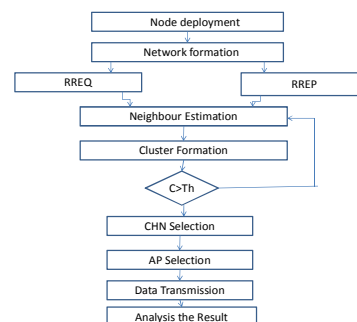 Node deployment
Network formation
RREQ
RREP
Neighbour Estimation
Cluster Formation
C>Th
CHN Selection
AP Selection
Data Transmission
Analysis the Result